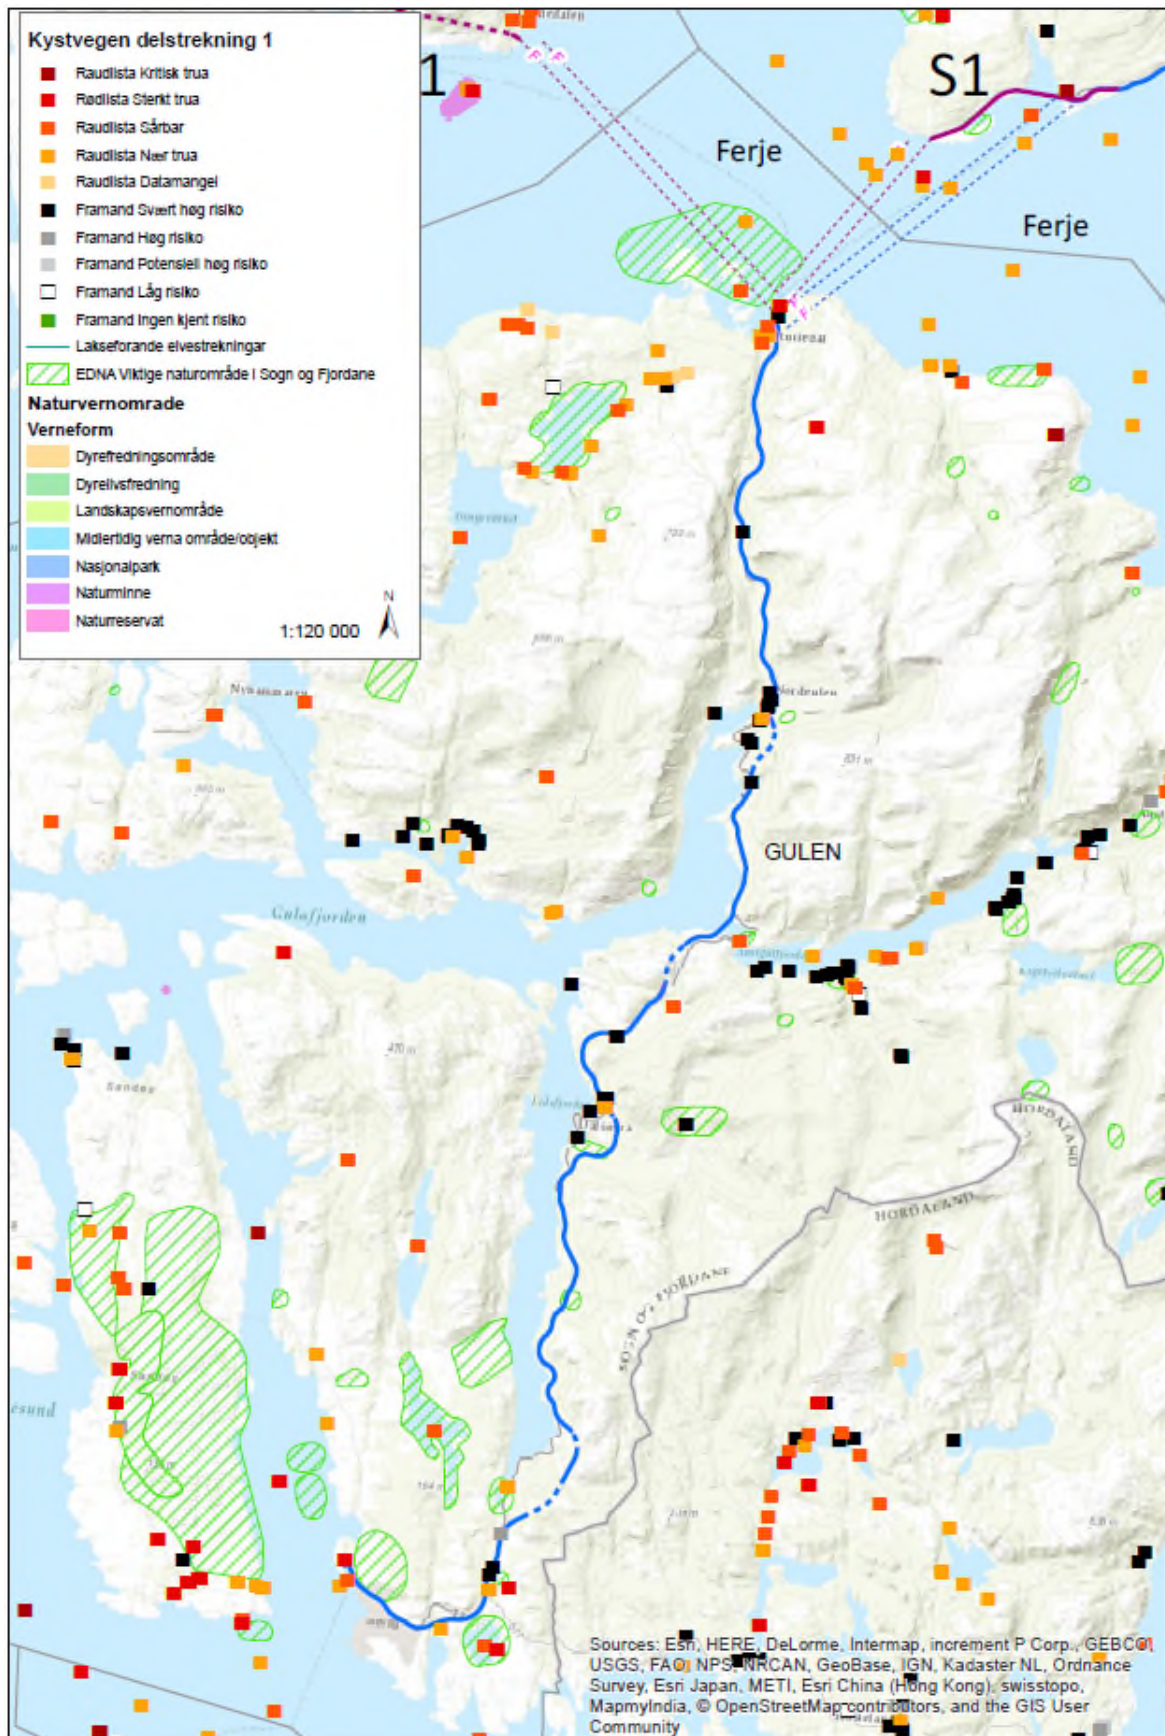 Kystvegen delstrekning 1
Raudlista Kritisk trua
Rødlista Sterkt trua
Raudlista Sårbar
Raudlista Nær trua
Raudlista Datamangel
Framand Svært høg risiko
Framand Høg risiko
Framand Potensiell høg risiko
Framand Låg risiko
Framand Ingen kjent risiko
Lakseforande elvestrekningar
EDNA Viktige naturområde i Sogn og Fjordane
Naturvernområde
Verneform
Dyrefredningsområde
Dyrelivsfredning
Landskapsvernområde
Midlertidig verna område/objekt
Nasjonalpark
Naturminne
Naturreservat
1:120 000
N
1
S1
F
F
Ferje
Ferje
F
F
GULEN
Gulafjorden
470 m
Sandøy
HORDALAND
HORDALAND
SOGN OG FJORDANE
Sources: Esri, HERE, DeLorme, Intermap, increment P Corp., GEBCO,
USGS, FAO, NPS, NRCAN, GeoBase, IGN, Kadaster NL, Ordnance
Survey, Esri Japan, METI, Esri China (Hong Kong), swisstopo,
MapmyIndia, © OpenStreetMap contributors, and the GIS User
Community